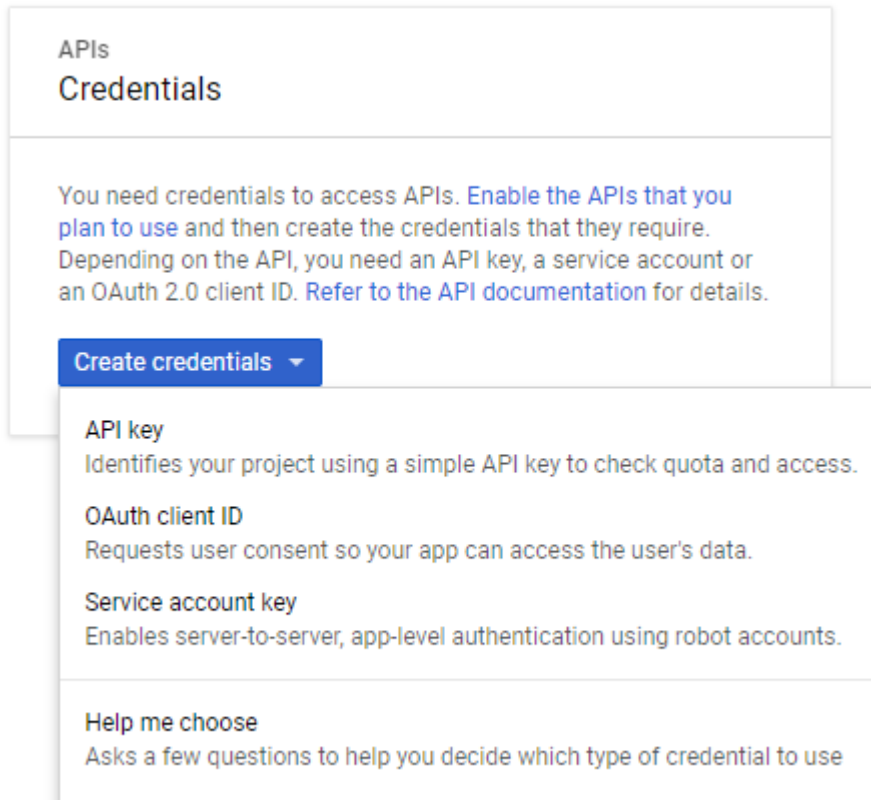 APIs
Credentials
You need credentials to access APIs. Enable the APIs that you
plan to use and then create the credentials that they require.
Depending on the API, you need an API key, a service account or
an OAuth 2.0 client ID. Refer to the API documentation for details.
Create credentials
API key
Identifies your project using a simple API key to check quota and access.
OAuth client ID
Requests user consent so your app can access the user's data.
Service account key
Enables server-to-server, app-level authentication using robot accounts.
Help me choose
Asks a few questions to help you decide which type of credential to use